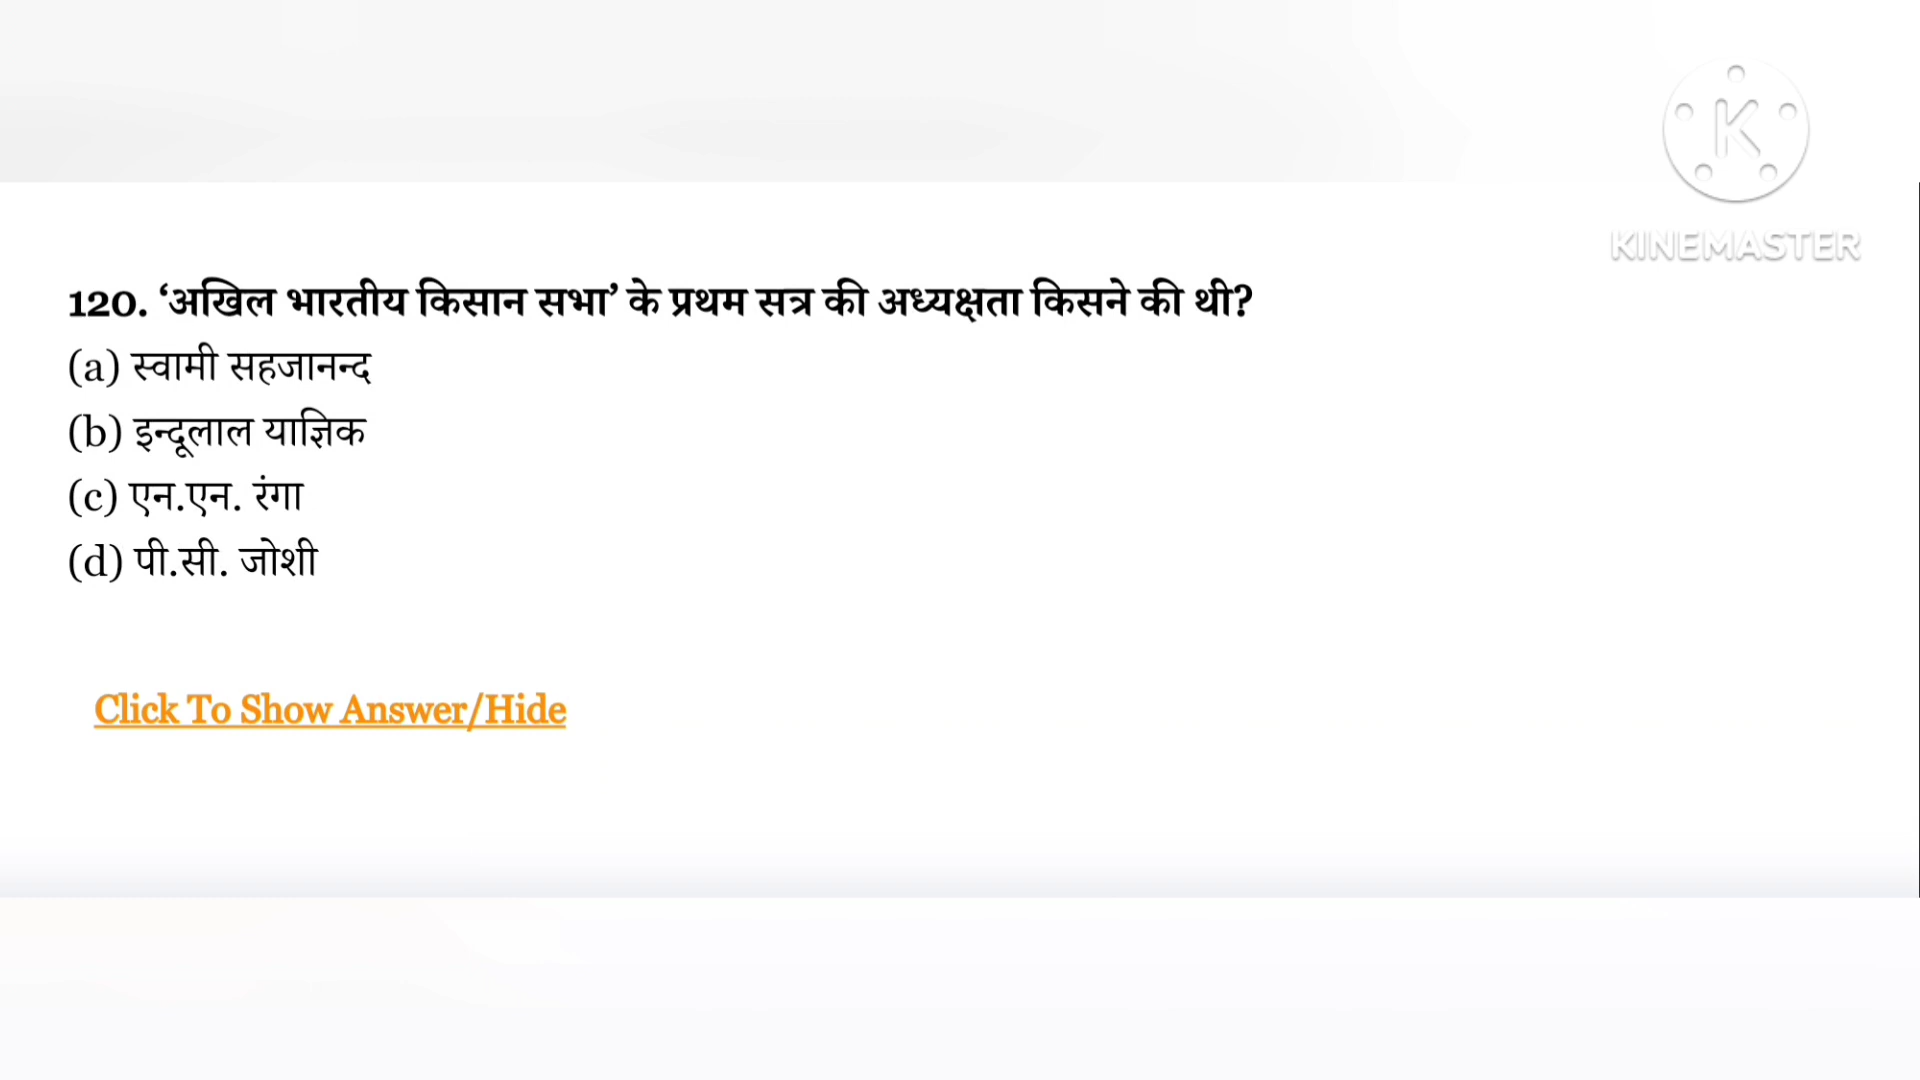 K
KINEMASTER
120. ‘अखिल भारतीय किसान सभा’ के प्रथम सत्र की अध्यक्षता किसने की थी?
(a) स्वामी सहजानन्द
(b) इन्दूलाल याज्ञिक
(c) एन.एन. रंगा
(d) पी.सी. जोशी
Click To Show Answer/Hide